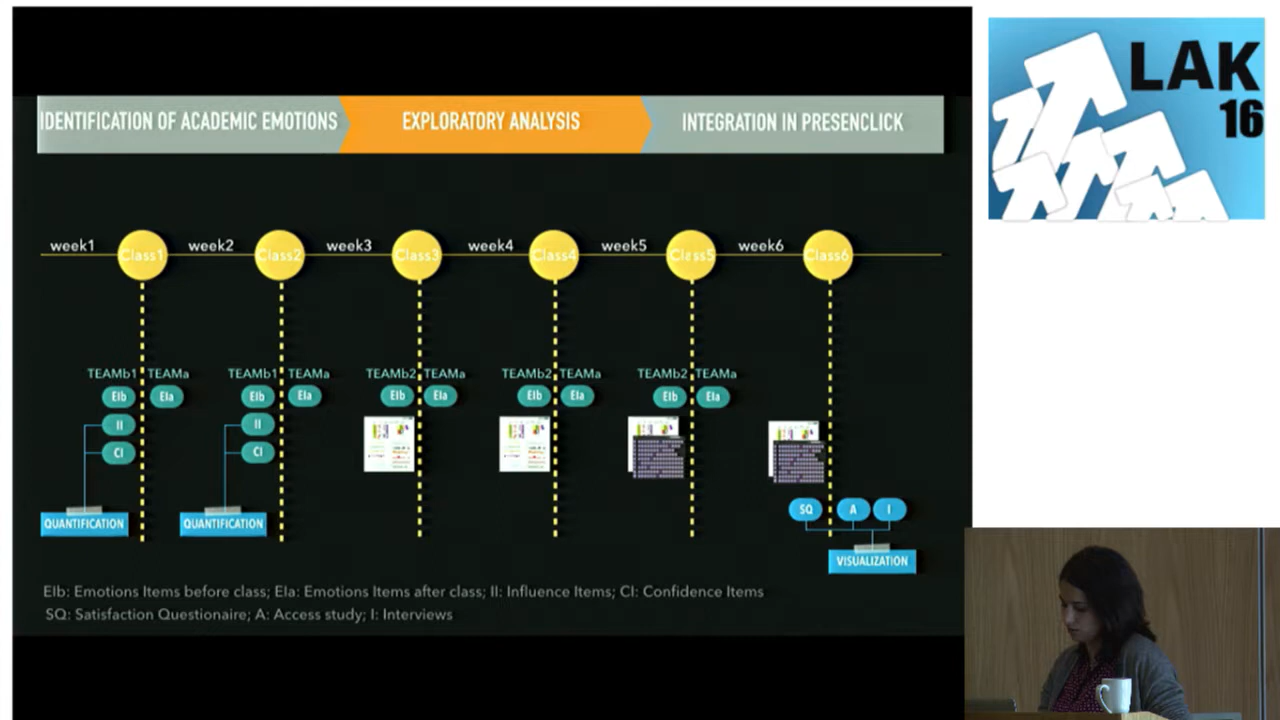 IDENTIFICATION OF ACADEMIC EMOTIONS EXPLORATORY ANALYSIS INTEGRATION IN PRESENCLICK
LAK
16
week1 Class1 week2 Class2 week3 Class3 week4 Class4 week5 Class5 week6 Class6
TEAMb1 TEAMa TEAMb1 TEAMa TEAMb2 TEAMa TEAMb2 TEAMa TEAMb2 TEAMa
EIb EIa EIb EIa EIb EIa EIb EIa EIb EIa
II II
CI CI
SQ A I
QUANTIFICATION QUANTIFICATION
VISUALIZATION
EIb: Emotions Items before class; EIa: Emotions Items after class; II: Influence Items; CI: Confidence Items
SQ: Satisfaction Questionaire; A: Access study; I: Interviews